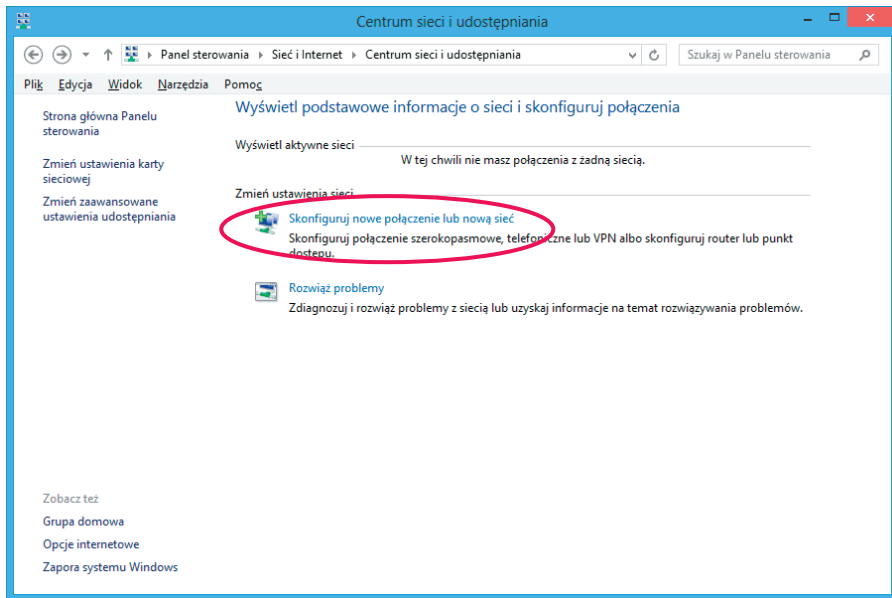 Centrum sieci i udostępniania
Panel sterowania Sieć i Internet Centrum sieci i udostępniania
Szukaj w Panelu sterowania
Plik Edycja Widok Narzędzia Pomoc
Strona główna Panelu
sterowania
Zmień ustawienia karty
sieciowej
Zmień zaawansowane
ustawienia udostępniania
Wyświetl podstawowe informacje o sieci i skonfiguruj połączenia
Wyświetl aktywne sieci
W tej chwili nie masz połączenia z żadną siecią.
Zmień ustawienia sieci
Skonfiguruj nowe połączenie lub nową sieć
Skonfiguruj połączenie szerokopasmowe, telefoniczne lub VPN albo skonfiguruj router lub punkt
dostępu.
Rozwiąż problemy
Zdiagnozuj i rozwiąż problemy z siecią lub uzyskaj informacje na temat rozwiązywania problemów.
Zobacz też
Grupa domowa
Opcje internetowe
Zapora systemu Windows